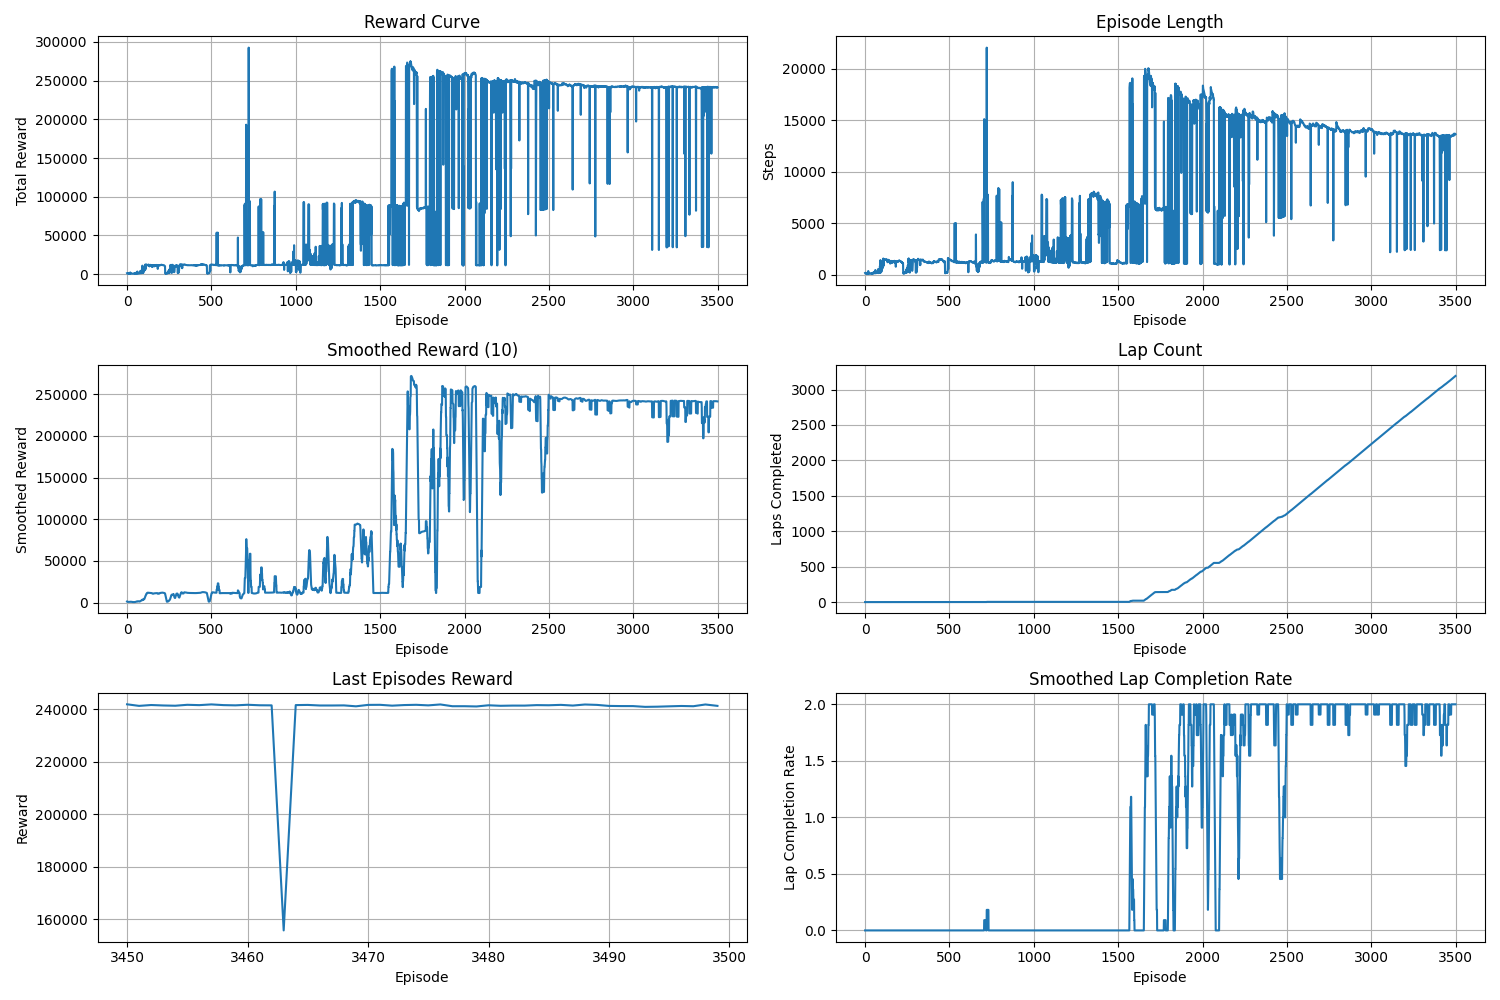 Reward Curve
300000
250000
200000
150000
100000
50000
0
Total Reward
0 500 1000 1500 2000 2500 3000 3500
Episode
Episode Length
20000
15000
10000
5000
0
Steps
0 500 1000 1500 2000 2500 3000 3500
Episode
Smoothed Reward (10)
250000
200000
150000
100000
50000
0
Smoothed Reward
0 500 1000 1500 2000 2500 3000 3500
Episode
Lap Count
3000
2500
2000
1500
1000
500
0
Laps Completed
0 500 1000 1500 2000 2500 3000 3500
Episode
Last Episodes Reward
240000
220000
200000
180000
160000
Reward
3450 3460 3470 3480 3490 3500
Episode
Smoothed Lap Completion Rate
2.0
1.5
1.0
0.5
0.0
Lap Completion Rate
0 500 1000 1500 2000 2500 3000 3500
Episode